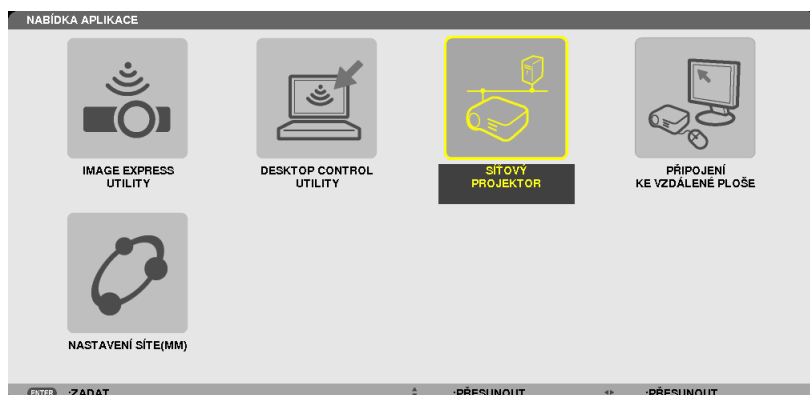 NABÍDKA APLIKACE
IMAGE EXPRESS
UTILITY
DESKTOP CONTROL
UTILITY
SÍŤOVÝ
PROJEKTOR
PŘIPOJENÍ
KE VZDÁLENÉ PLOŠE
NASTAVENÍ SÍTE(MM)
ENTER :ZADAT :PŘESUNOUT :PŘESUNOUT